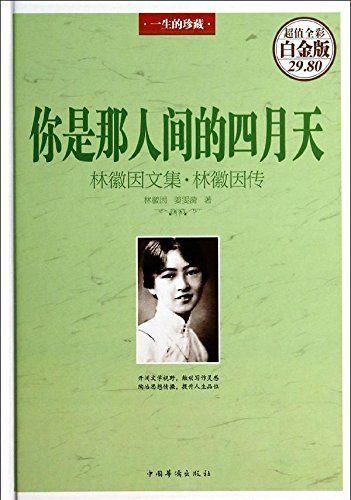 ·一生的珍藏·
超值全彩
白金版
29.80
你是那人间的四月天
林徽因文集·林徽因传
林徽因 姜雯漪 著
开阔文学视野,触动写作灵感
陶冶思想情操,提升人生品位
中国华侨出版社